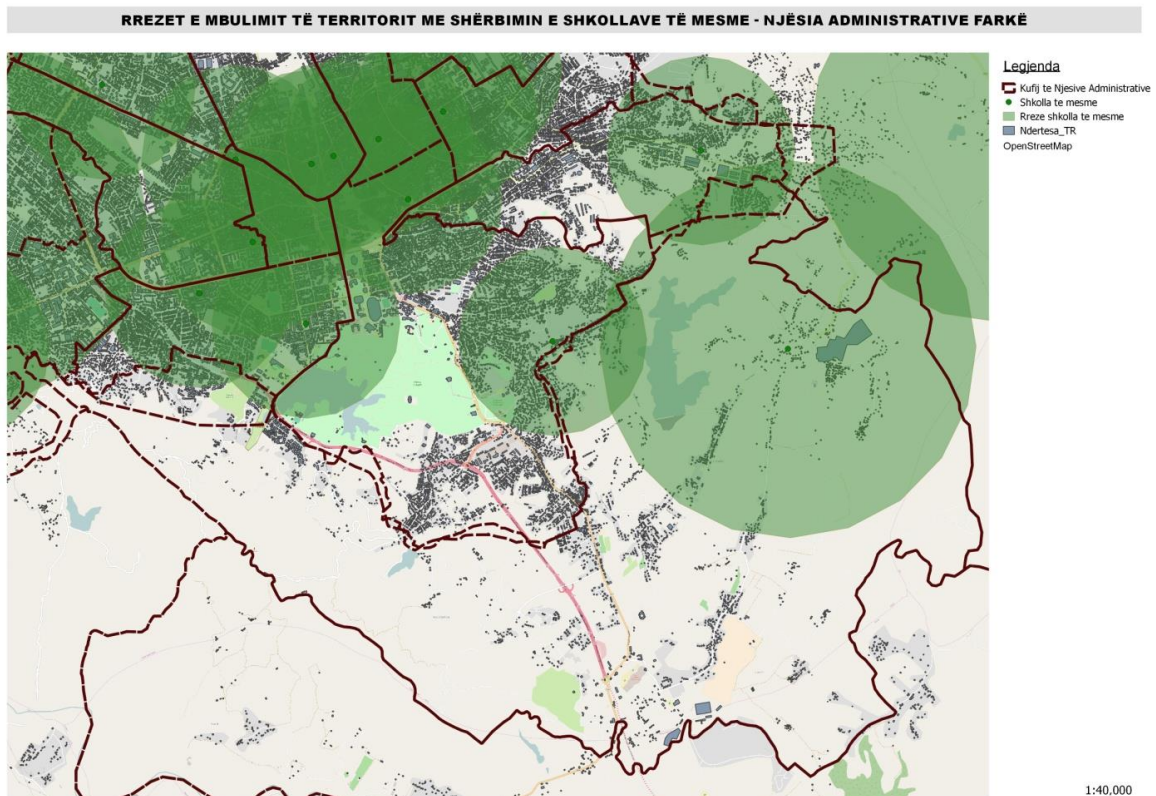 RREZET E MBULIMIT TË TERRITORIT ME SHËRBIMIN E SHKOLLAVE TË MESME - NJËSIA ADMINISTRATIVE FARKË
Legjenda
Kufij te Njesive Administrative
Shkolla te mesme
Rreze shkolla te mesme
Ndertesa_TR
OpenStreetMap
1:40,000